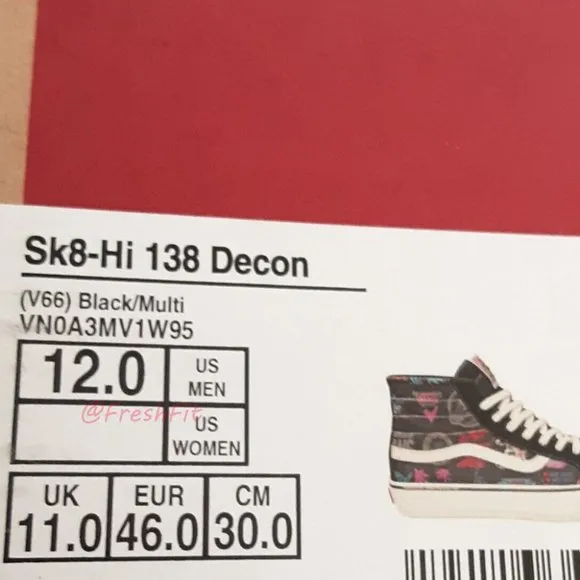 Sk8-Hi 138 Decon
(V66) Black/Multi
VN0A3MV1W95
12.0 US MEN
@FreshFit
US WOMEN
UK EUR CM
11.0 46.0 30.0